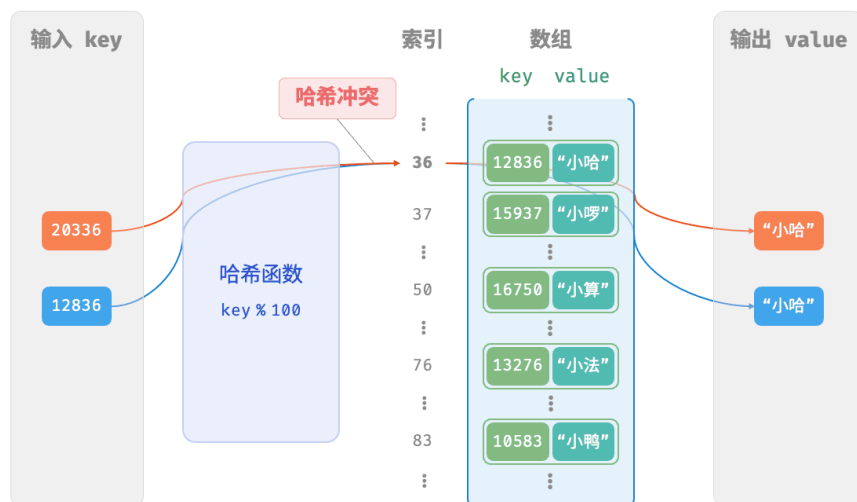 输入 key
索引
数组
输出 value
key value
哈希冲突
36
12836 “小哈”
37
15937 “小啰”
20336
“小哈”
哈希函数
key % 100
50
16750 “小算”
12836
“小哈”
76
13276 “小法”
83
10583 “小鸭”